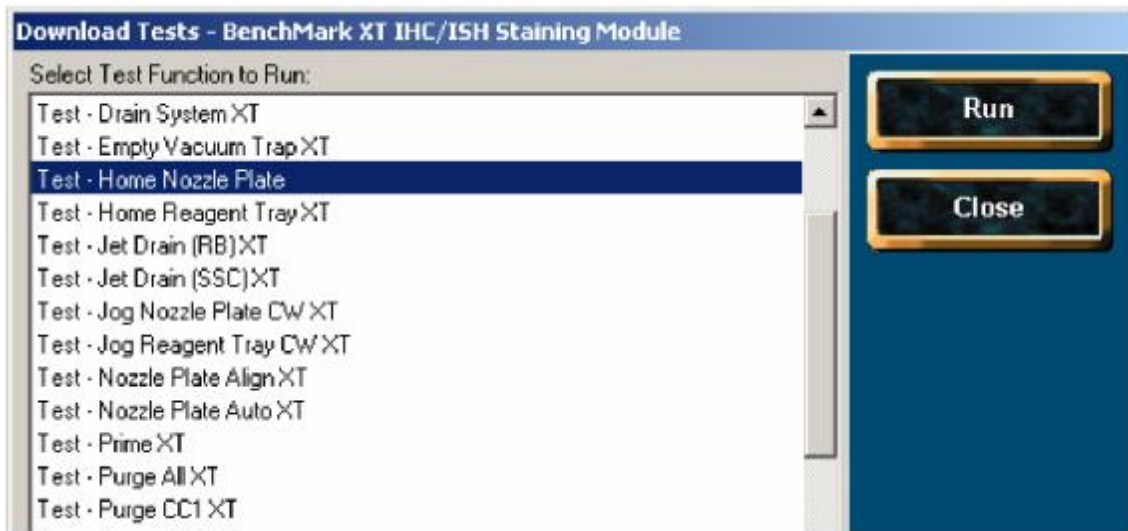 Download Tests - BenchMark XT IHC/ISH Staining Module
Select Test Function to Run:
Test - Drain System XT
Test - Empty Vacuum Trap XT
Test - Home Nozzle Plate
Test - Home Reagent Tray XT
Test - Jet Drain (RB) XT
Test - Jet Drain (SSC) XT
Test - Jog Nozzle Plate CW XT
Test - Jog Reagent Tray CW XT
Test - Nozzle Plate Align XT
Test - Nozzle Plate Auto XT
Test - Prime XT
Test - Purge All XT
Test - Purge CC1 XT
Run
Close